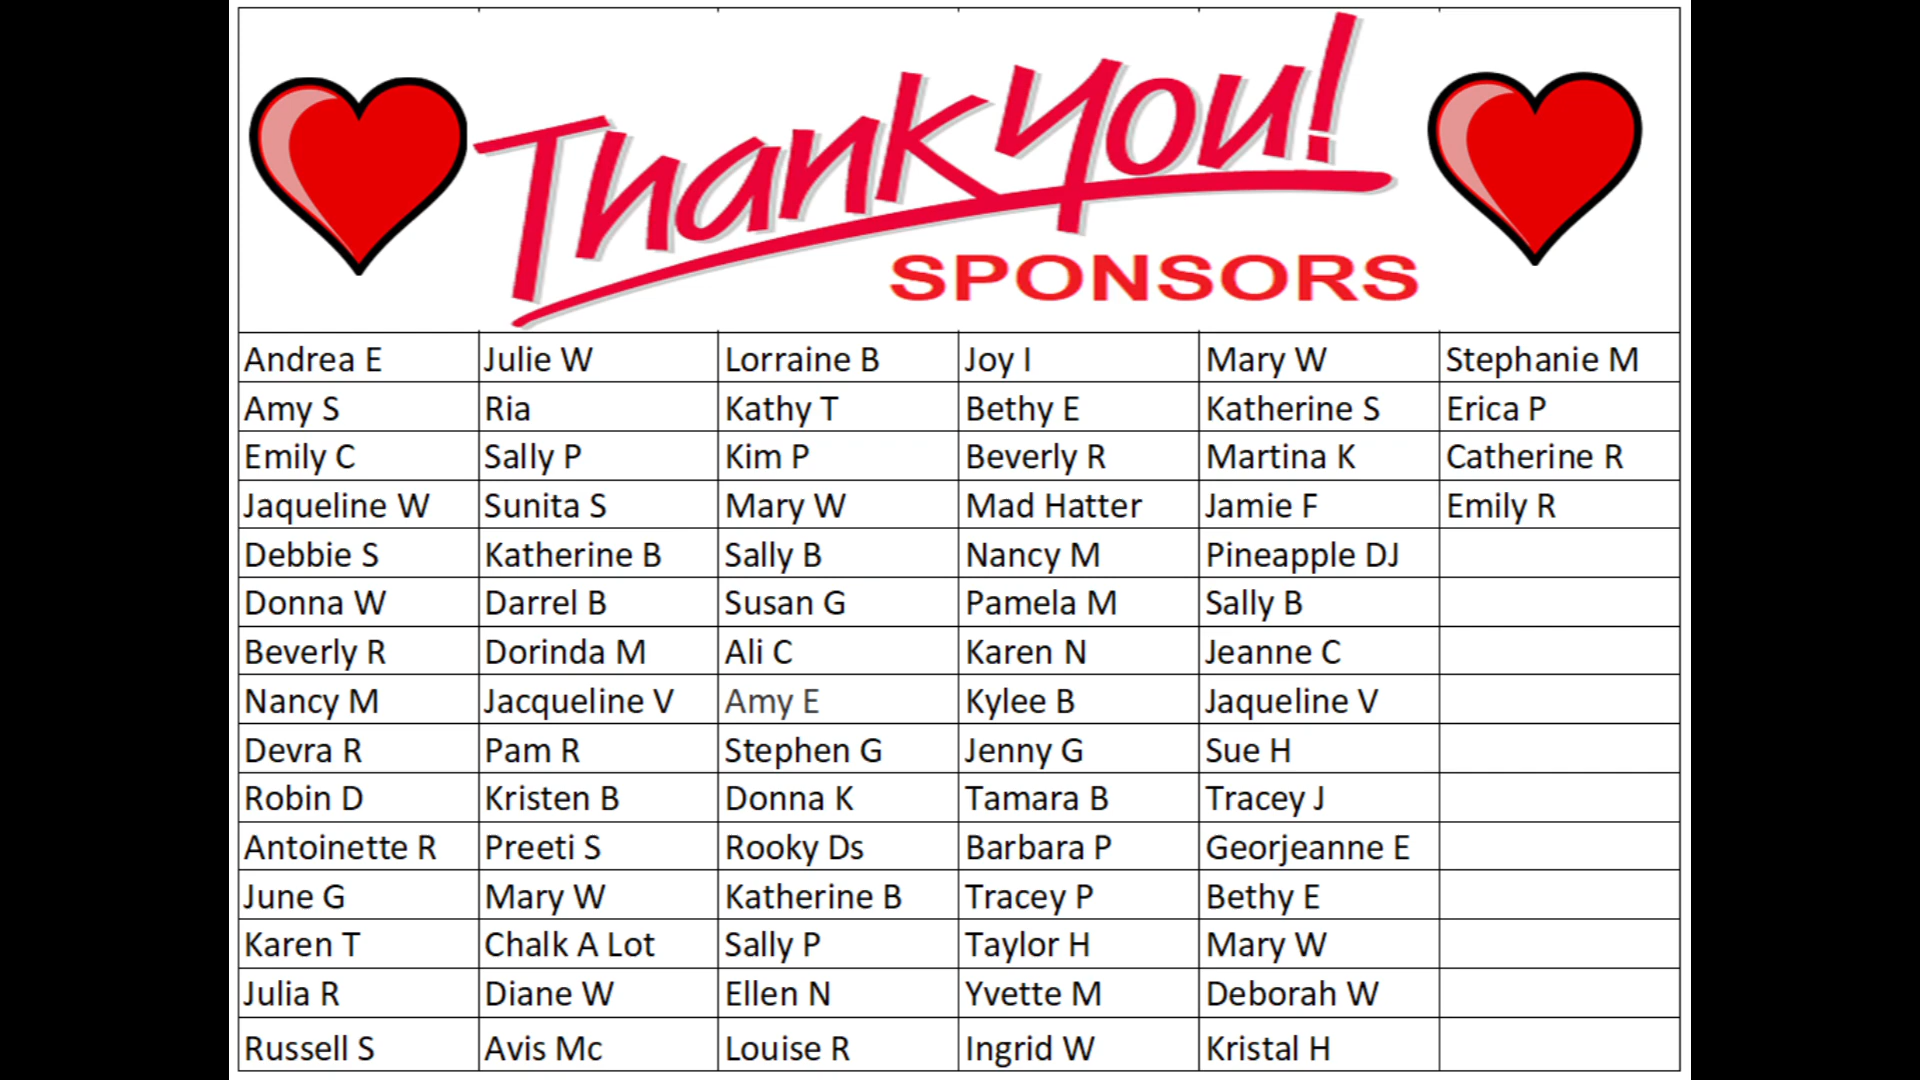 Thank You!
SPONSORS
Andrea E Julie W Lorraine B Joy I Mary W Stephanie M
Amy S Ria Kathy T Bethy E Katherine S Erica P
Emily C Sally P Kim P Beverly R Martina K Catherine R
Jaqueline W Sunita S Mary W Mad Hatter Jamie F Emily R
Debbie S Katherine B Sally B Nancy M Pineapple DJ
Donna W Darrel B Susan G Pamela M Sally B
Beverly R Dorinda M Ali C Karen N Jeanne C
Nancy M Jacqueline V Amy E Kylee B Jaqueline V
Devra R Pam R Stephen G Jenny G Sue H
Robin D Kristen B Donna K Tamara B Tracey J
Antoinette R Preeti S Rooky Ds Barbara P Georjeanne E
June G Mary W Katherine B Tracey P Bethy E
Karen T Chalk A Lot Sally P Taylor H Mary W
Julia R Diane W Ellen N Yvette M Deborah W
Russell S Avis Mc Louise R Ingrid W Kristal H